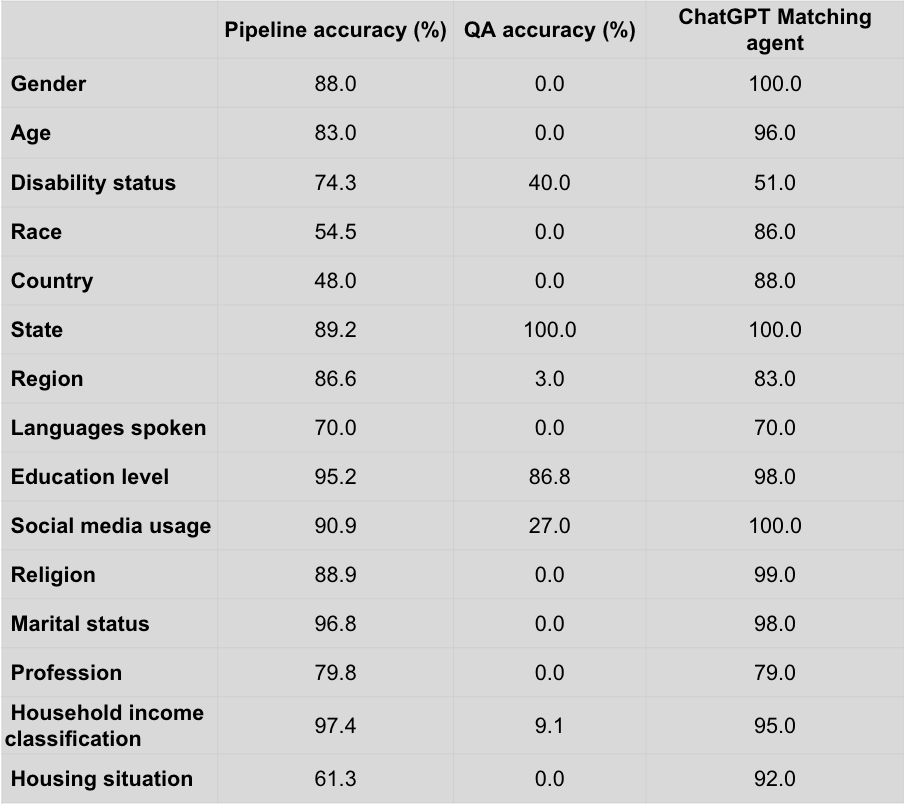 Pipeline accuracy (%) QA accuracy (%) ChatGPT Matching
agent
Gender 88.0 0.0 100.0
Age 83.0 0.0 96.0
Disability status 74.3 40.0 51.0
Race 54.5 0.0 86.0
Country 48.0 0.0 88.0
State 89.2 100.0 100.0
Region 86.6 3.0 83.0
Languages spoken 70.0 0.0 70.0
Education level 95.2 86.8 98.0
Social media usage 90.9 27.0 100.0
Religion 88.9 0.0 99.0
Marital status 96.8 0.0 98.0
Profession 79.8 0.0 79.0
Household income
classification 97.4 9.1 95.0
Housing situation 61.3 0.0 92.0